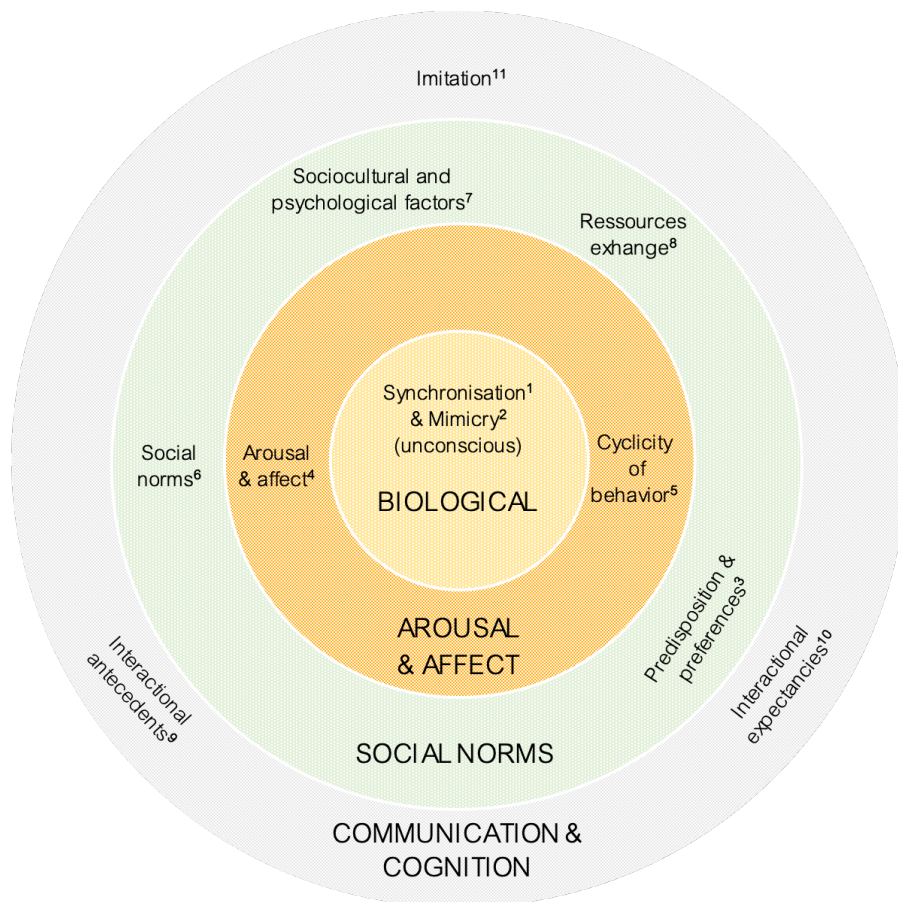 Imitation¹¹
Sociocultural and
psychological factors⁷
Ressources
exhange⁸
Synchronisation¹
& Mimicry²
(unconscious)
BIOLOGICAL
Social
norms⁶
Arousal
& affect⁴
Cyclicity
of
behavior⁵
AROUSAL
& AFFECT
Predisposition &
preferences³
Interactional
antecedents⁹
Interactional
expectancies¹⁰
SOCIAL NORMS
COMMUNICATION &
COGNITION